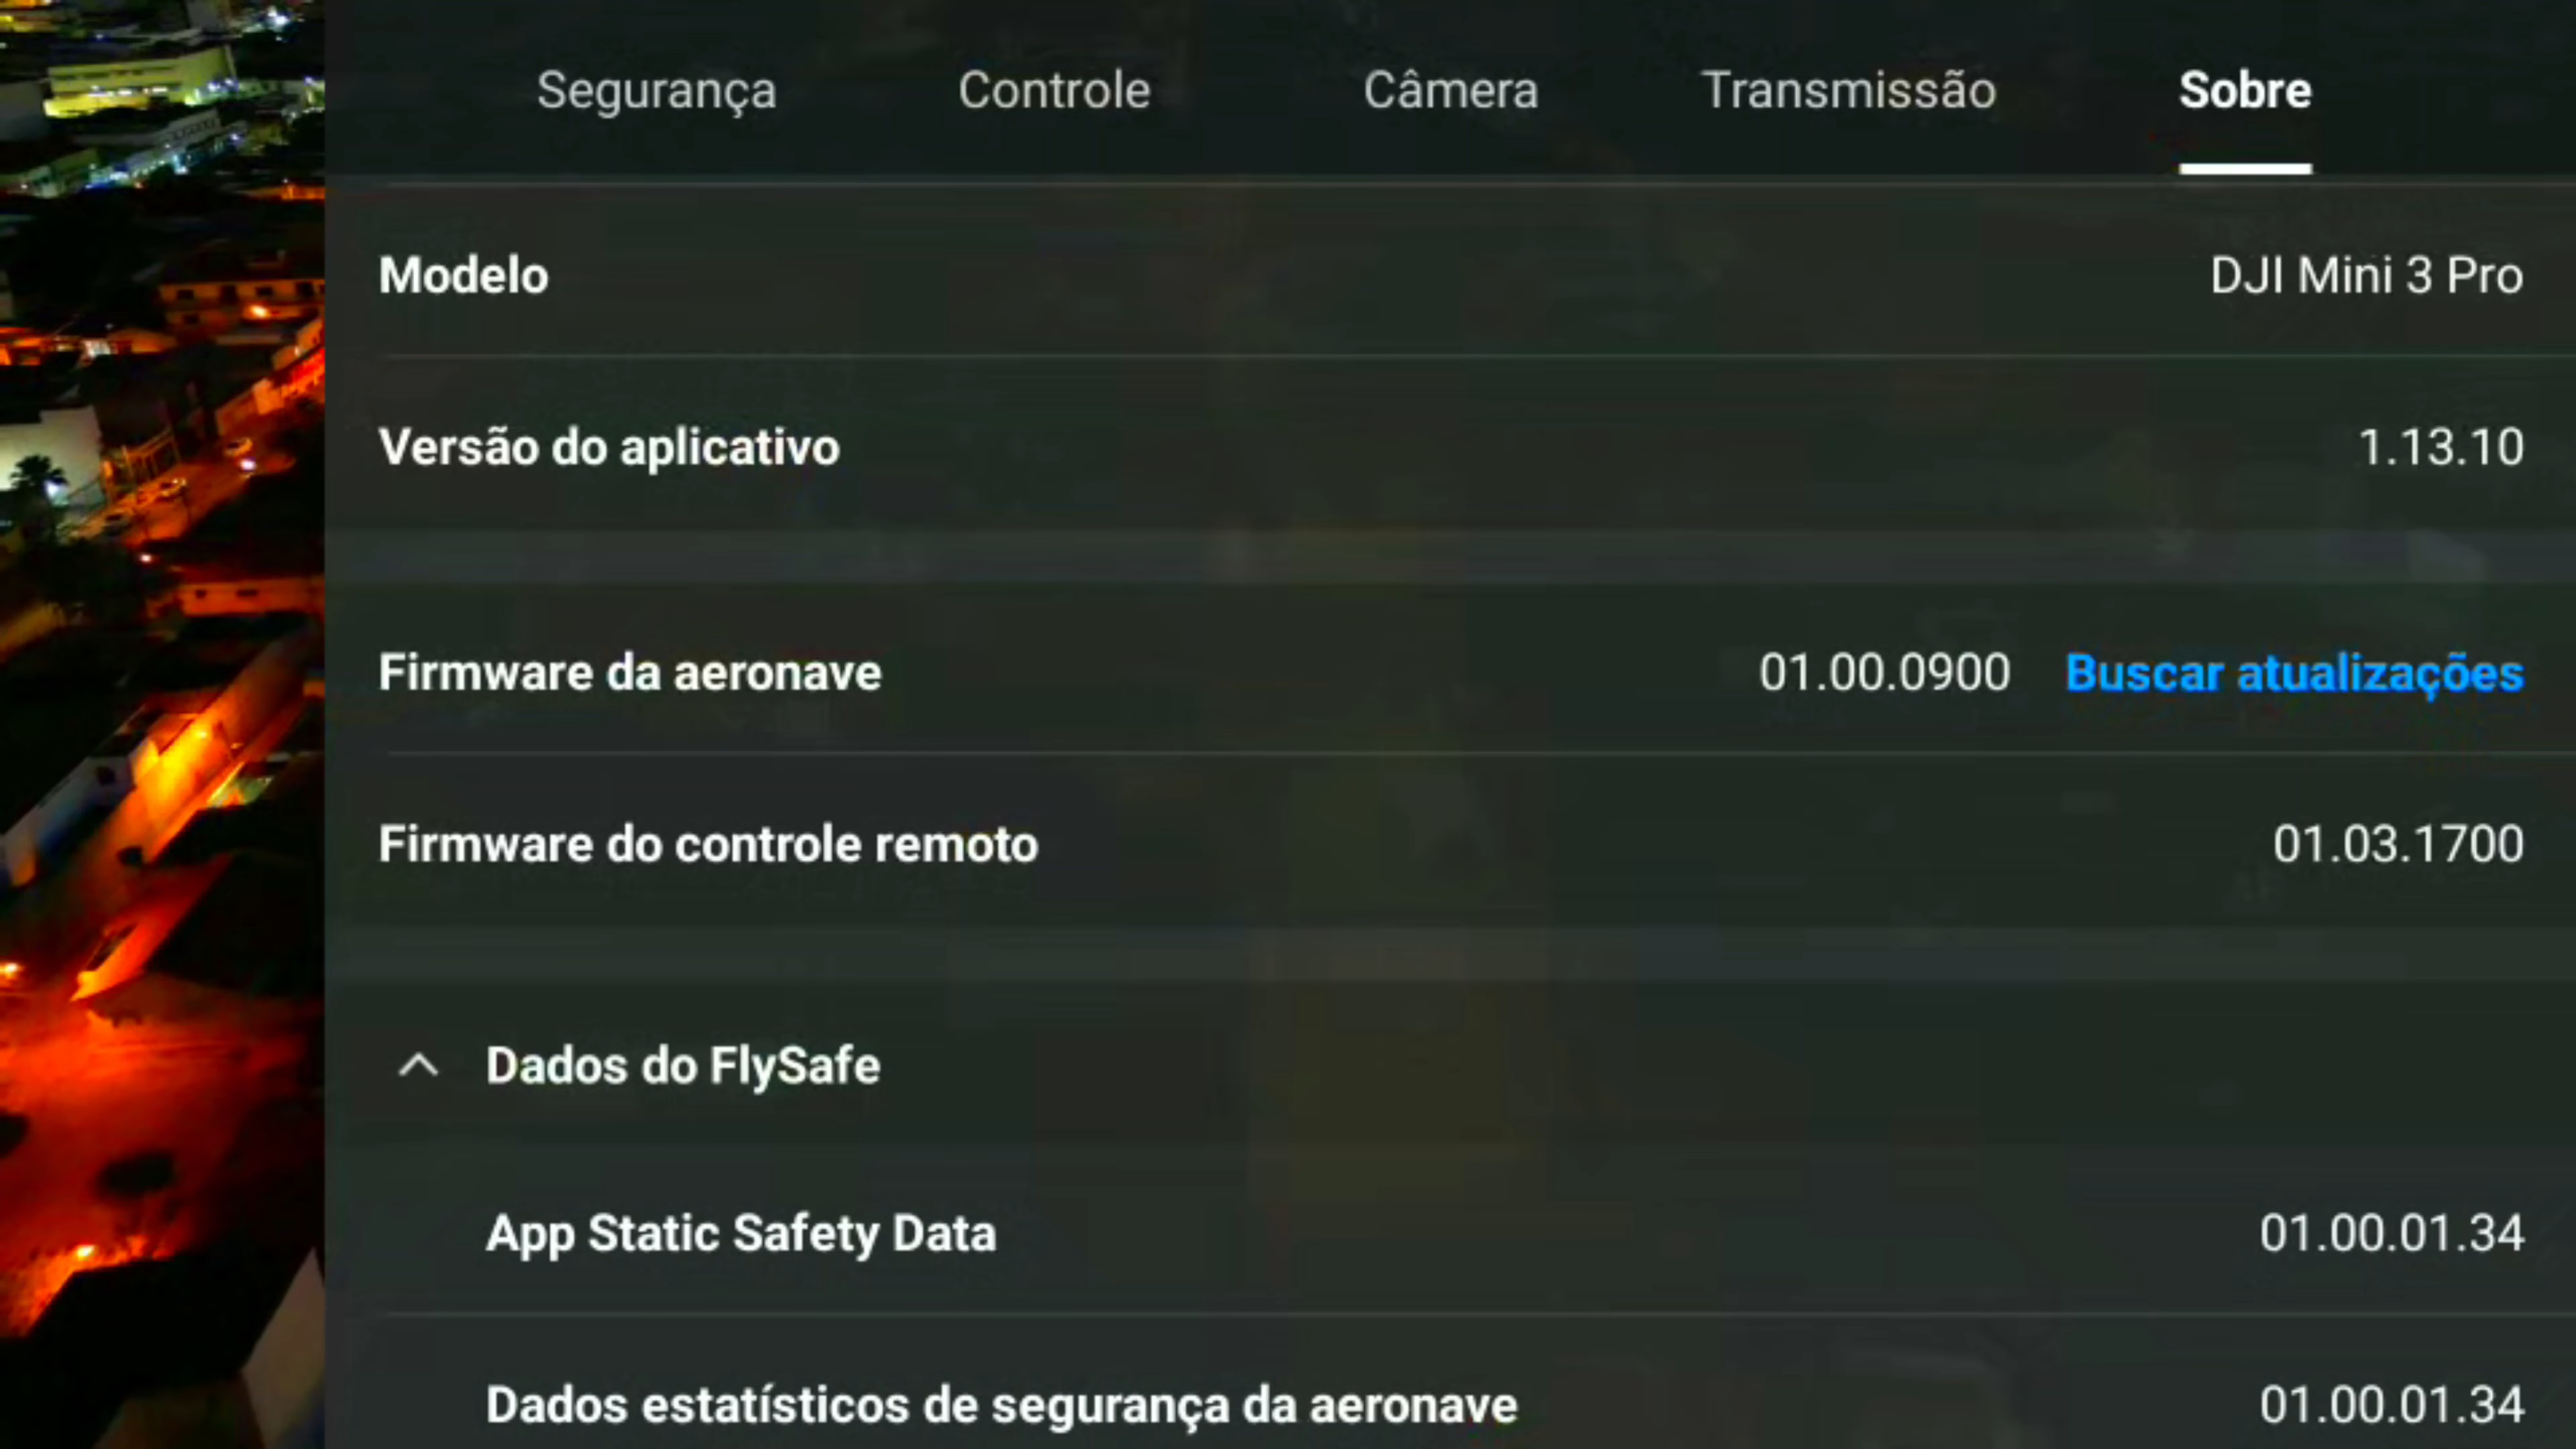 Segurança Controle Câmera Transmissão Sobre
Modelo DJI Mini 3 Pro
Versão do aplicativo 1.13.10
Firmware da aeronave 01.00.0900 Buscar atualizações
Firmware do controle remoto 01.03.1700
Dados do FlySafe
App Static Safety Data 01.00.01.34
Dados estatísticos de segurança da aeronave 01.00.01.34